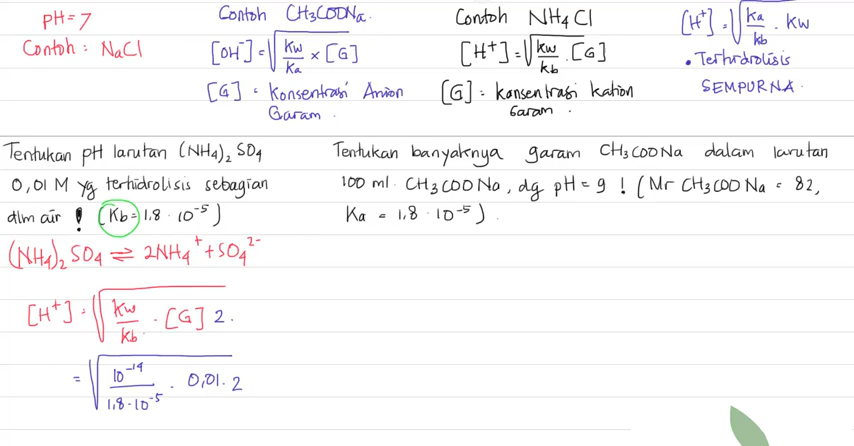 pH = 7
Contoh : NaCl
Contoh CH3COONa.
[OH⁻] = √(Kw/Ka × [G])
[G] = Konsentrasi Anion
Garam .
Contoh NH4Cl
[H⁺] = √(Kw/Kb . [G])
[G] = Konsentrasi Kation
Garam .
[H⁺] = √(Ka/Kb . Kw
• Terhidrolisis
SEMPURNA .
Tentukan pH larutan (NH4)2 SO4
0,01 M yg terhidrolisis sebagian
dlm air ! (Kb = 1,8 . 10⁻⁵)
(NH4)2 SO4 ⇌ 2NH4⁺ + SO4²⁻
[H⁺] = √(Kw/Kb . [G] 2 .
= √(10⁻¹⁴/1,8 . 10⁻⁵ . 0,01 . 2
Tentukan banyaknya garam CH3COONa dalam larutan
100 ml . CH3COONa , dg pH = 9 ! (Mr CH3COONa = 82,
Ka = 1,8 . 10⁻⁵) .